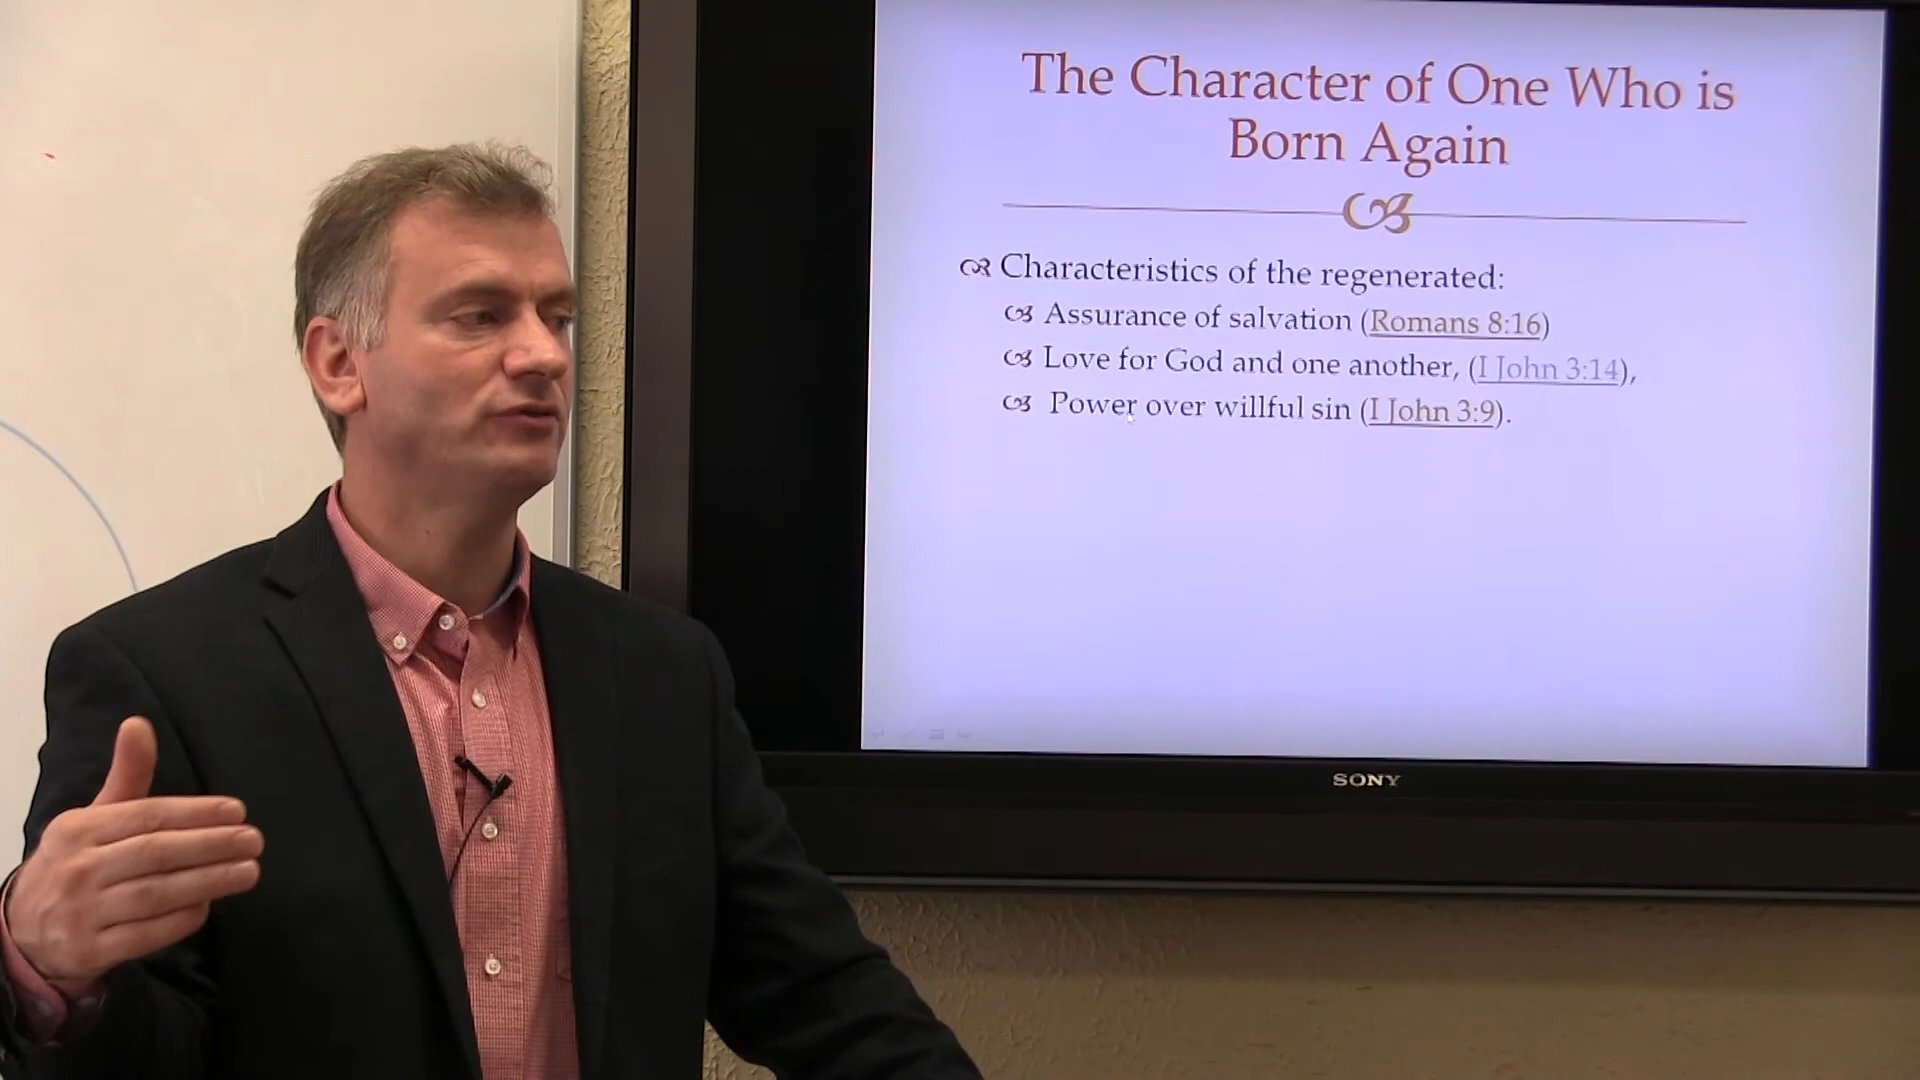 The Character of One Who is
Born Again
Characteristics of the regenerated:
Assurance of salvation (Romans 8:16)
Love for God and one another, (I John 3:14),
Power over willful sin (I John 3:9).
SONY